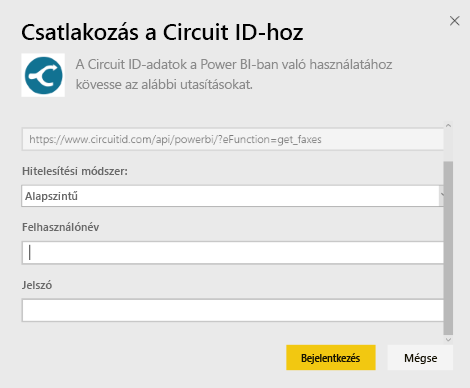 Csatlakozás a Circuit ID-hoz
A Circuit ID-adatok a Power BI-ban való használatához
kövesse az alábbi utasításokat.
https://www.circuitid.com/api/powerbi/?eFunction=get_faxes
Hitelesítési módszer:
Alapszintű
Felhasználónév
Jelszó
Bejelentkezés
Mégse